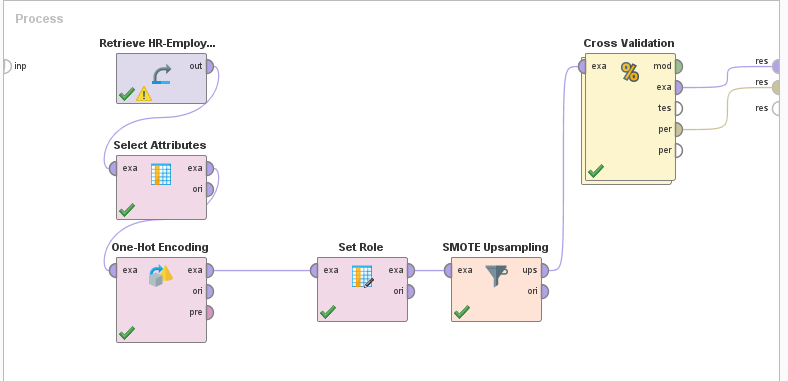 Process
Retrieve HR-Employ...
out
inp
Select Attributes
exa
exa
ori
One-Hot Encoding
exa
exa
ori
pre
Set Role
exa
exa
ori
SMOTE Upsampling
exa
ups
ori
Cross Validation
exa
mod
exa
tes
per
per
res
res
res